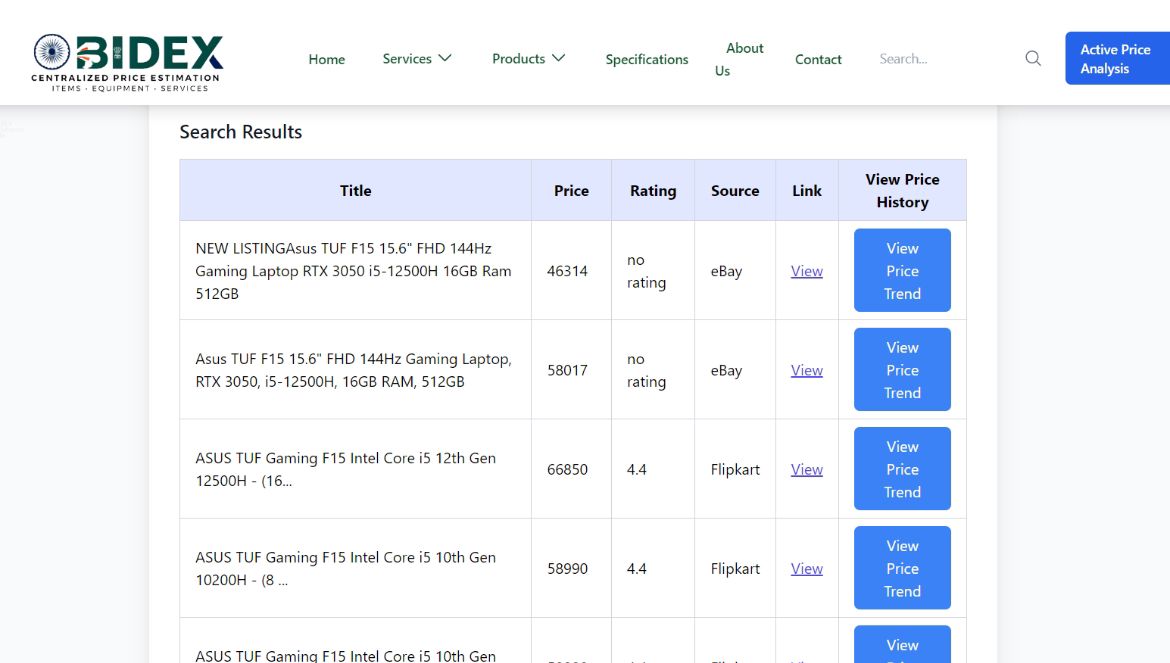 BIDEX
CENTRALIZED PRICE ESTIMATION
ITEMS - EQUIPMENT - SERVICES
Home
Services
Products
Specifications
About
Us
Contact
Search...
Active Price
Analysis
Search Results
Title
Price
Rating
Source
Link
View Price
History
NEW LISTINGAsus TUF F15 15.6" FHD 144Hz
Gaming Laptop RTX 3050 i5-12500H 16GB Ram
512GB
46314
no
rating
eBay
View
View
Price
Trend
Asus TUF F15 15.6" FHD 144Hz Gaming Laptop,
RTX 3050, i5-12500H, 16GB RAM, 512GB
58017
no
rating
eBay
View
View
Price
Trend
ASUS TUF Gaming F15 Intel Core i5 12th Gen
12500H - (16...
66850
4.4
Flipkart
View
View
Price
Trend
ASUS TUF Gaming F15 Intel Core i5 10th Gen
10200H - (8 ...
58990
4.4
Flipkart
View
View
Price
Trend
ASUS TUF Gaming F15 Intel Core i5 10th Gen
View